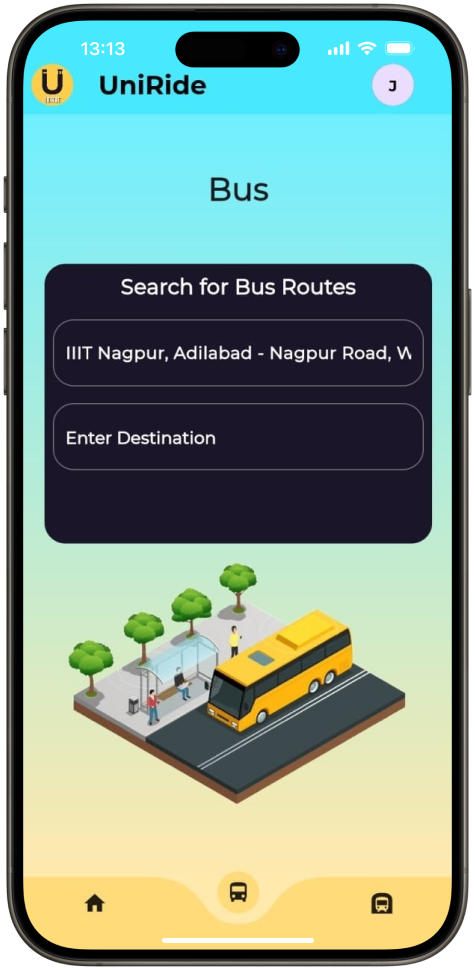 13:13
U
UniRide
J
Bus
Search for Bus Routes
IIIT Nagpur, Adilabad - Nagpur Road, W
Enter Destination